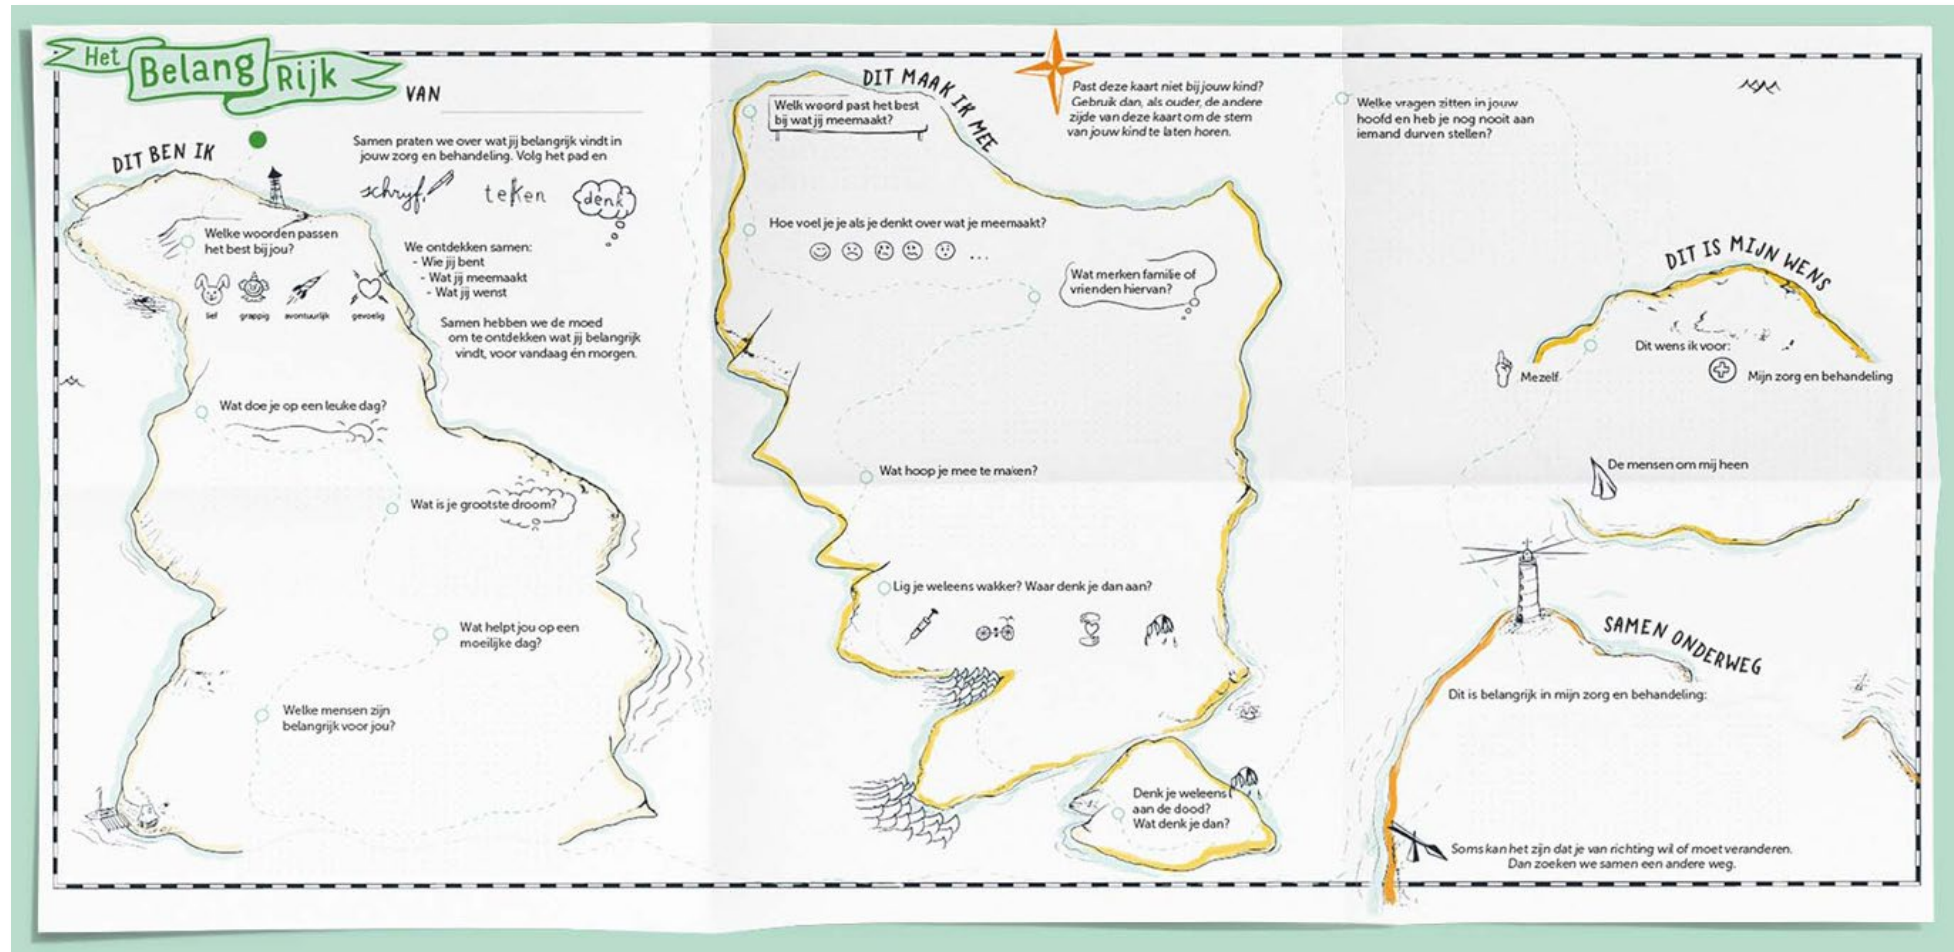 Het
Belang
Rijk
VAN
Samen praten we over wat jij belangrijk vindt in
jouw zorg en behandeling. Volg het pad en
schrijf,
teken
denk
We ontdekken samen:
- Wie jij bent
- Wat jij meemaakt
- Wat jij wenst
Samen hebben we de moed
om te ontdekken wat jij belangrijk
vindt, voor vandaag én morgen.
DIT BEN IK
Welke woorden passen
het best bij jou?
lief grappig avontuurlijk gevoelig
Wat doe je op een leuke dag?
Wat is je grootste droom?
Wat helpt jou op een
moeilijke dag?
Welke mensen zijn
belangrijk voor jou?
DIT MAAK IK MEE
Welk woord past het best
bij wat jij meemaakt?
Past deze kaart niet bij jouw kind?
Gebruik dan, als ouder, de andere
zijde van deze kaart om de stem
van jouw kind te laten horen.
Hoe voel je je als je denkt over wat je meemaakt?
...
Wat merken familie of
vrienden hiervan?
Wat hoop je mee te maken?
Lig je weleens wakker? Waar denk je dan aan?
Denk je weleens
aan de dood?
Wat denk je dan?
Welke vragen zitten in jouw
hoofd en heb je nog nooit aan
iemand durven stellen?
DIT IS MIJN WENS
Dit wens ik voor:
Mezelf
Mijn zorg en behandeling
De mensen om mij heen
SAMEN ONDERWEG
Dit is belangrijk in mijn zorg en behandeling:
Soms kan het zijn dat je van richting wil of moet veranderen.
Dan zoeken we samen een andere weg.